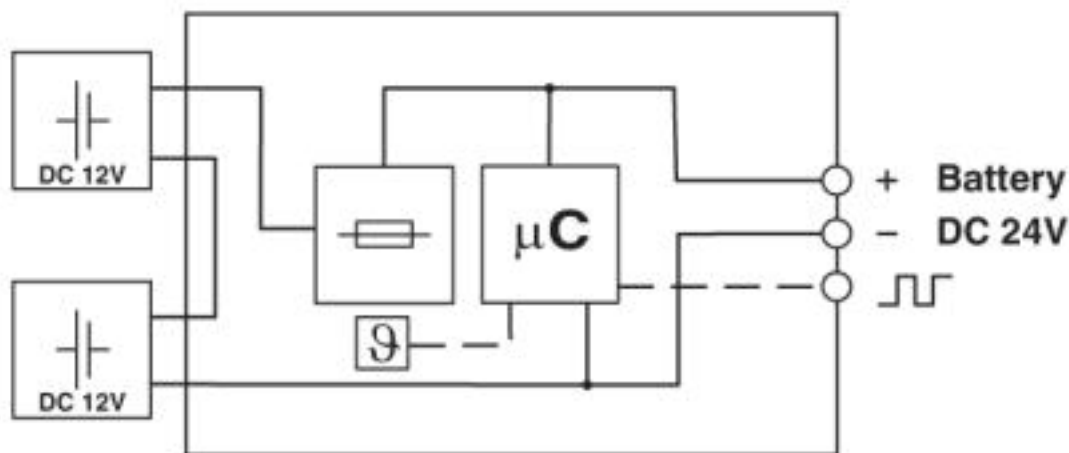 DC 12V
μC
+ Battery
− DC 24V
ϑ
DC 12V